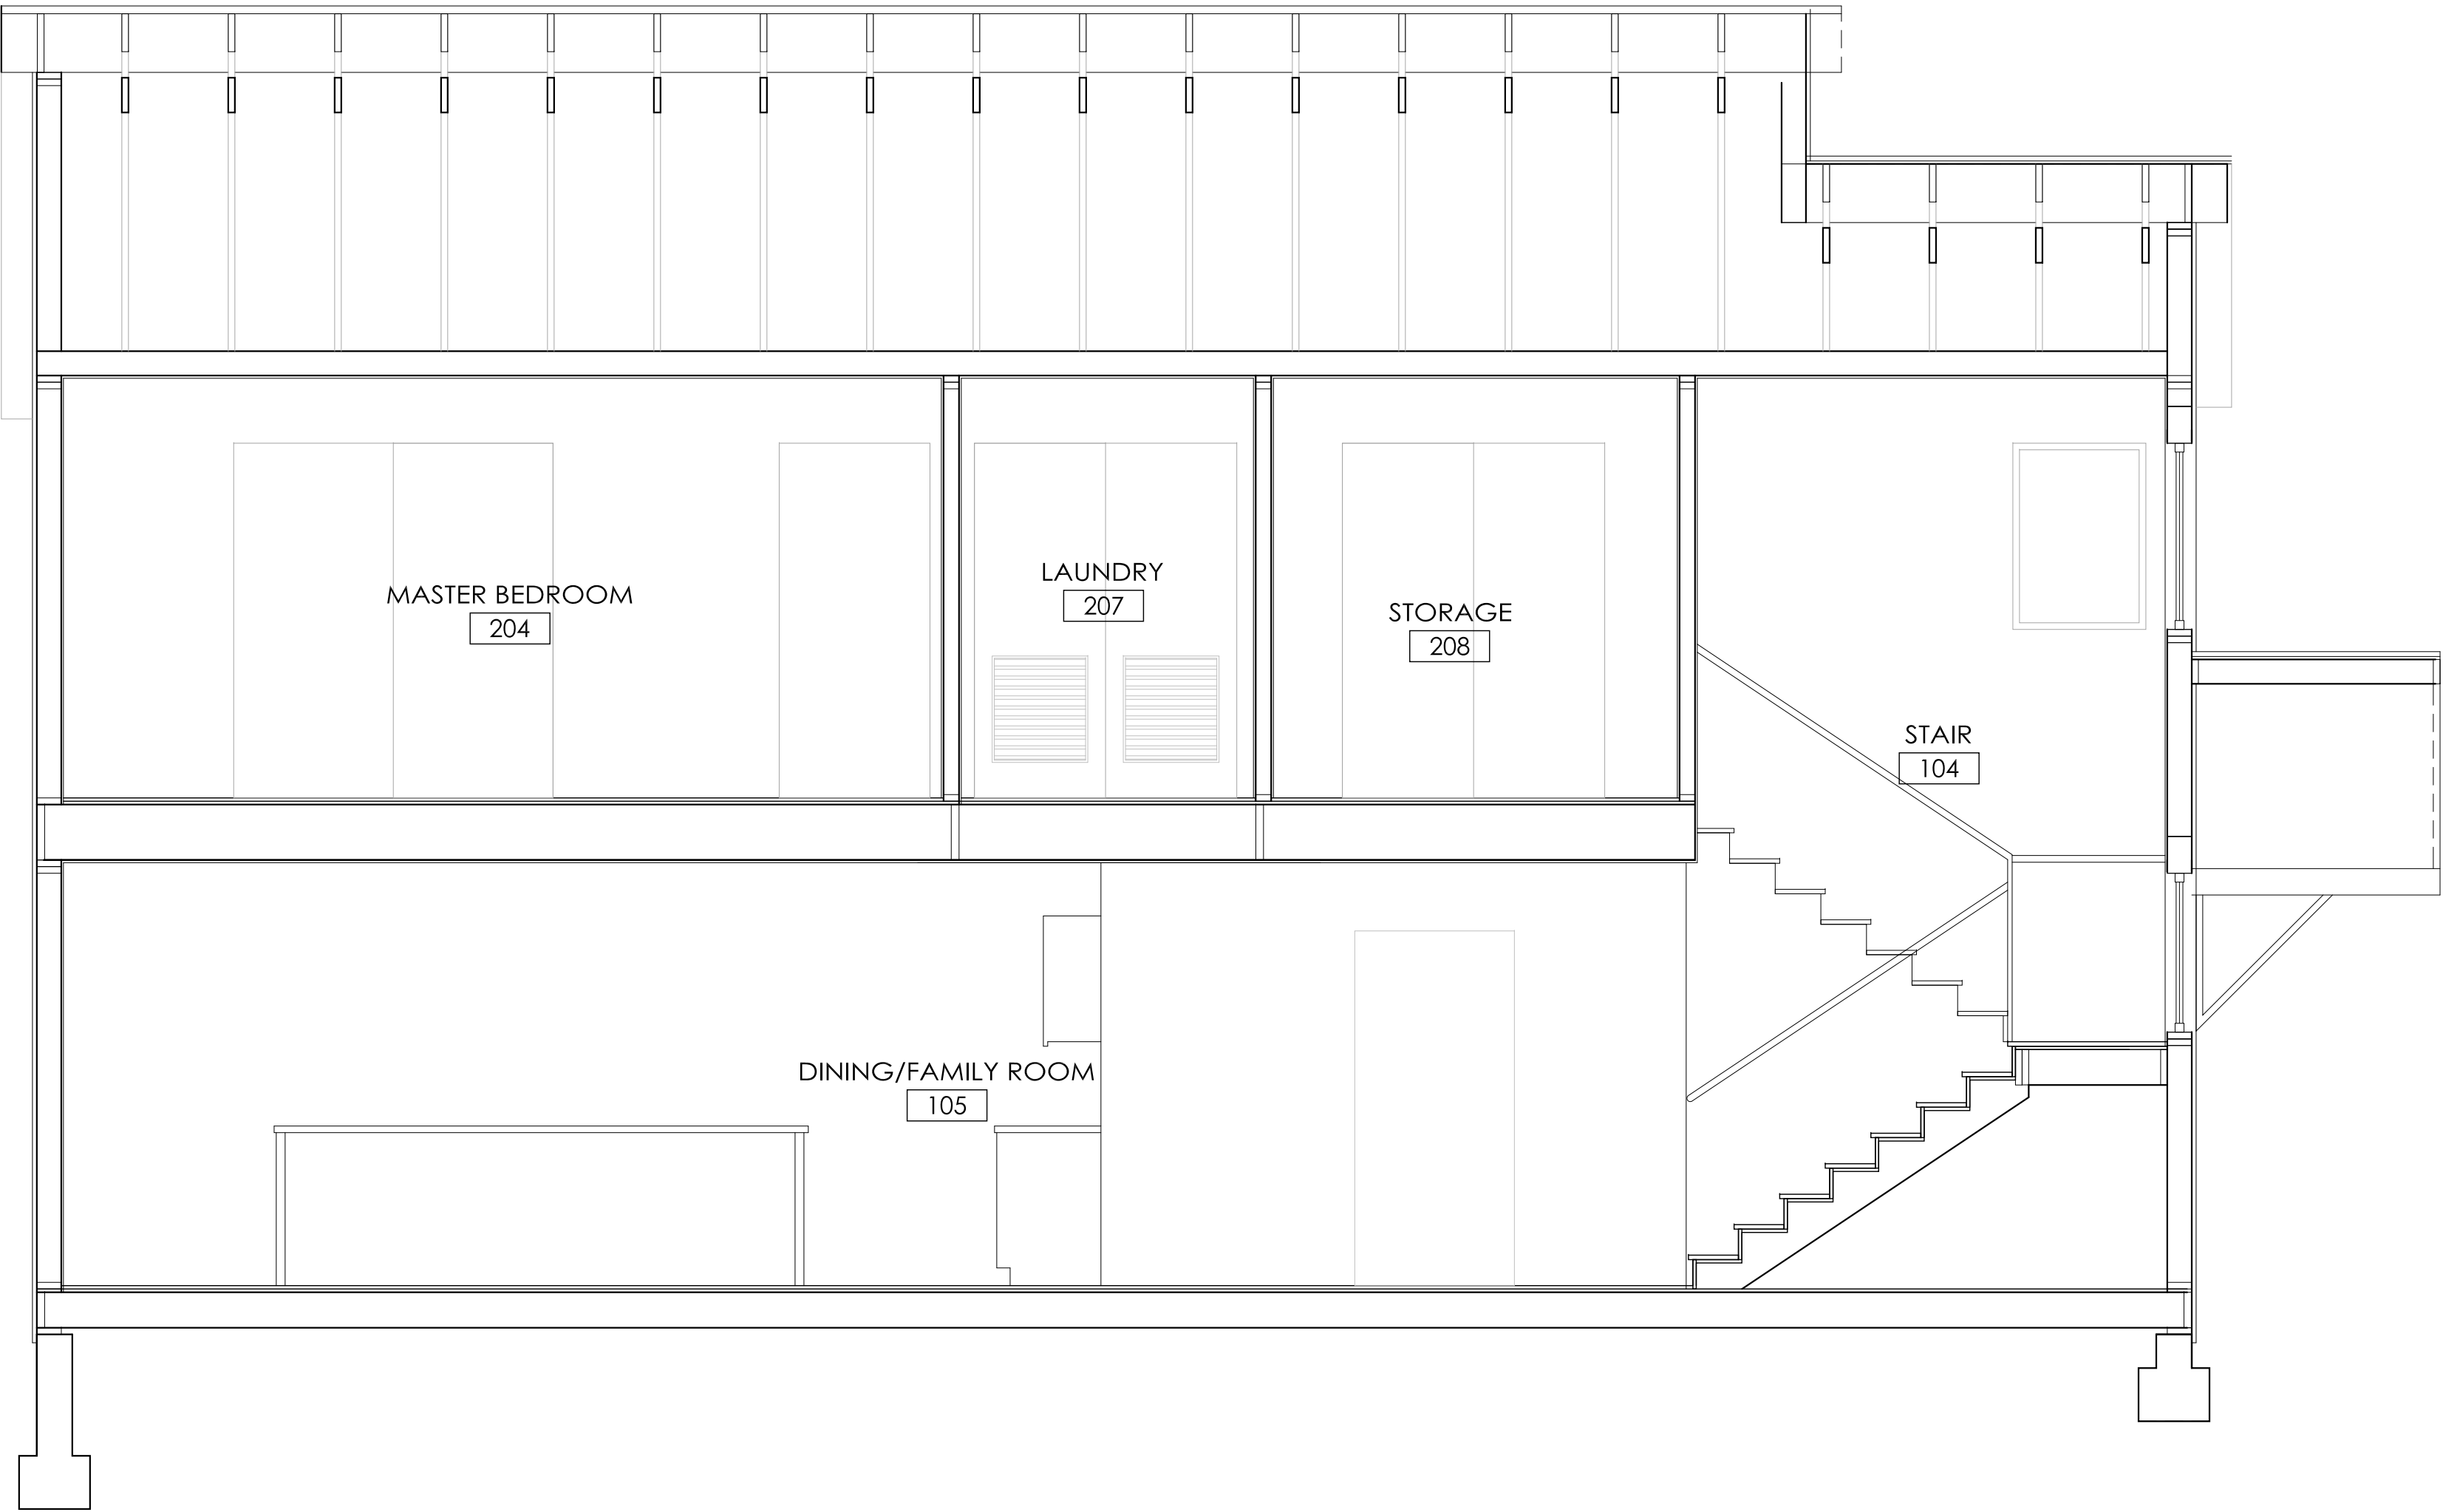 MASTER BEDROOM
204
LAUNDRY
207
STORAGE
208
STAIR
104
DINING/FAMILY ROOM
105